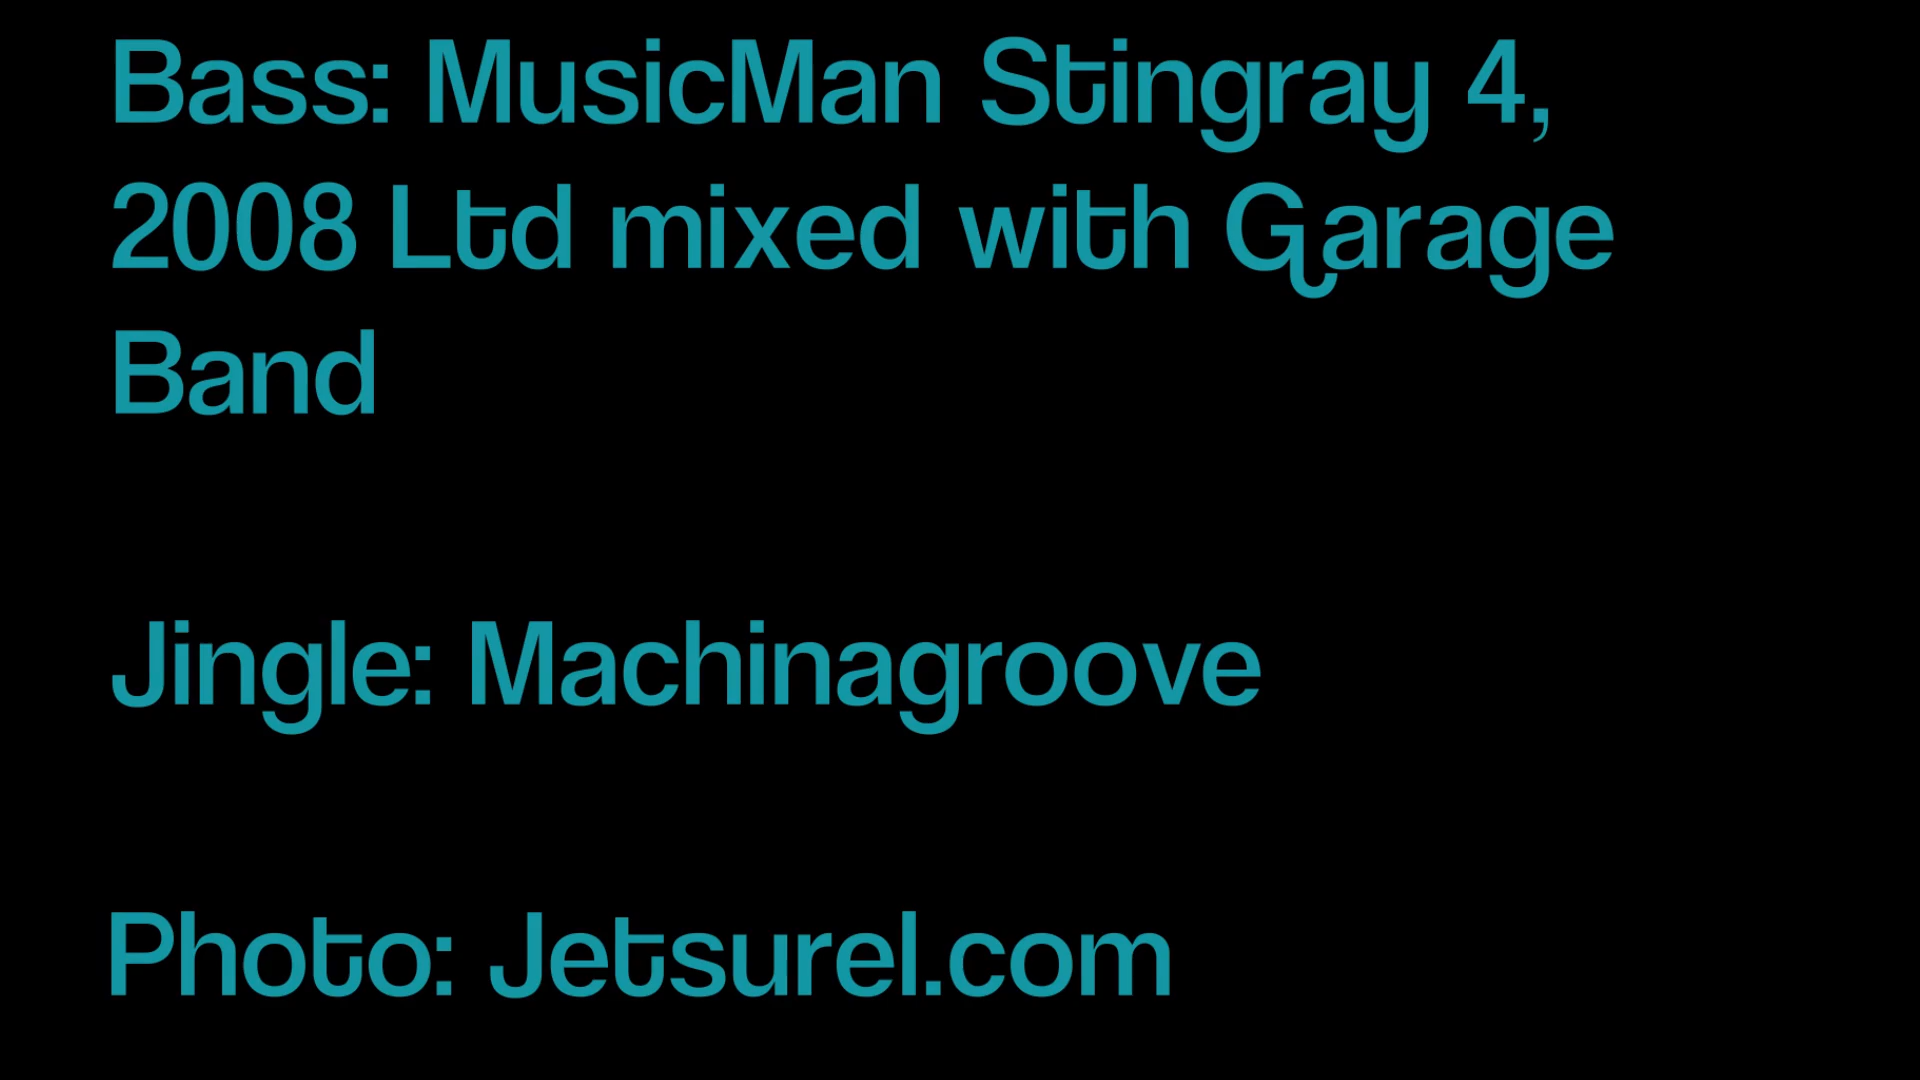 Bass: MusicMan Stingray 4,
2008 Ltd mixed with Garage
Band
Jingle: Machinagroove
Photo: Jetsurel.com